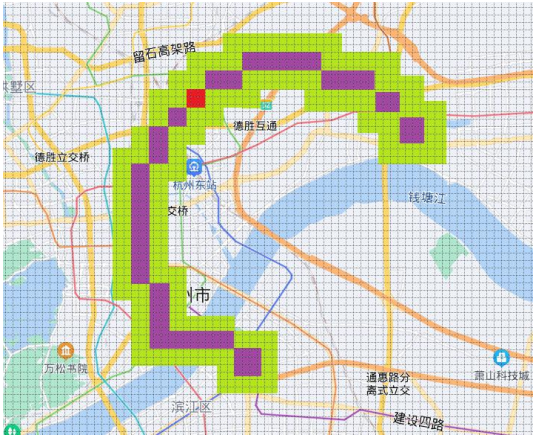 留石高架路
墅区
德胜互通
德胜立交桥
杭州东站
钱塘江
交桥
州市
万松书院
通惠路分
离式立交
萧山科技城
滨江区
建设四路